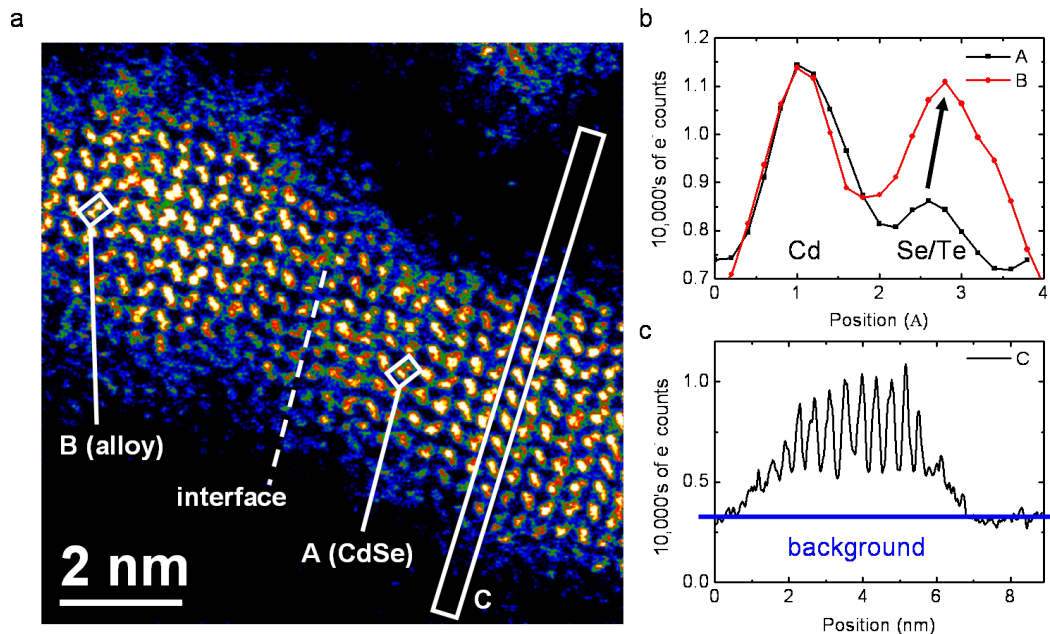 a
B (alloy)
interface
A (CdSe)
C
2 nm
b
1.2
1.1
1.0
0.9
0.8
0.7
10,000's of e⁻ counts
A
B
Cd
Se/Te
0
1
2
3
4
Position (A)
c
1.0
0.5
0.0
10,000's of e⁻ counts
C
background
0
2
4
6
8
Position (nm)